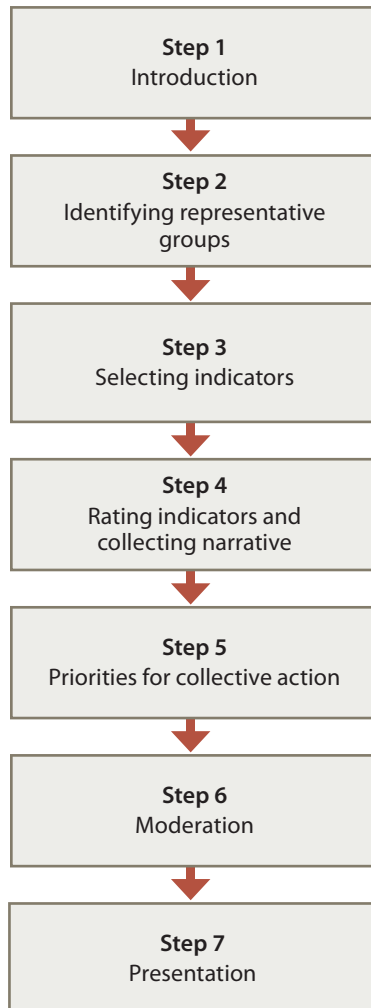 Step 1
Introduction
Step 2
Identifying representative
groups
Step 3
Selecting indicators
Step 4
Rating indicators and
collecting narrative
Step 5
Priorities for collective action
Step 6
Moderation
Step 7
Presentation